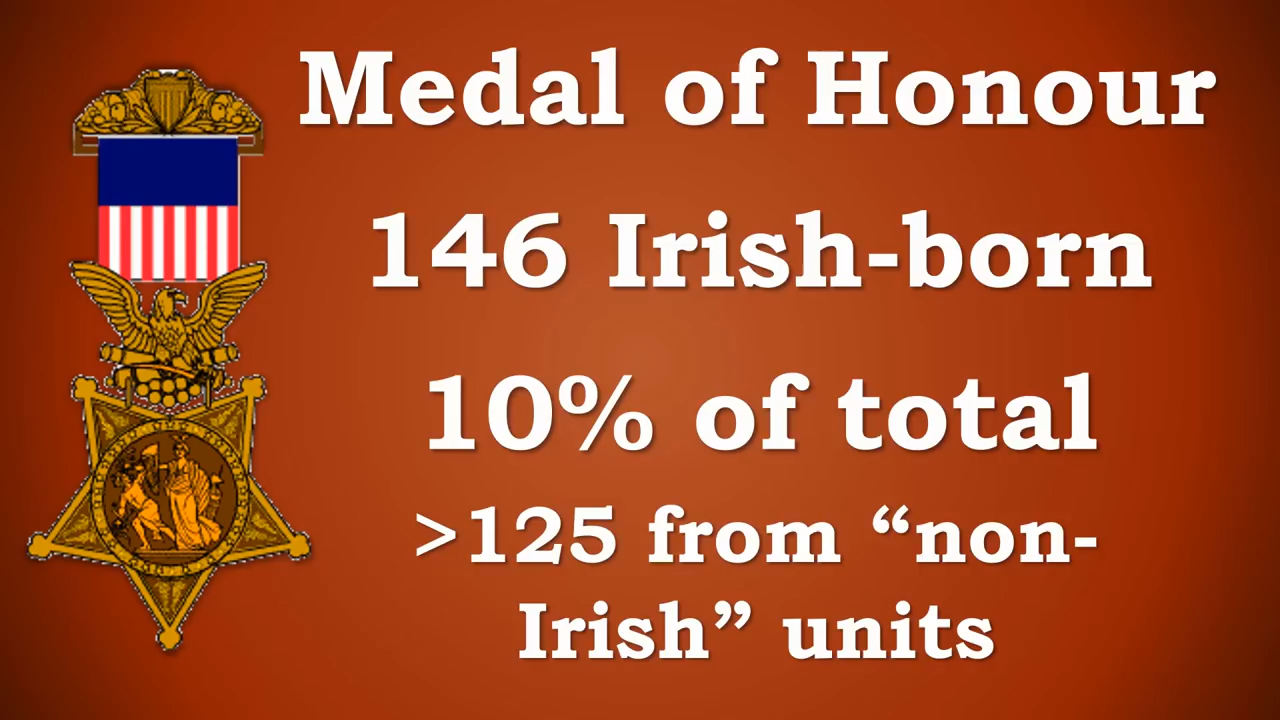 Medal of Honour
146 Irish-born
10% of total
>125 from “non-
Irish” units